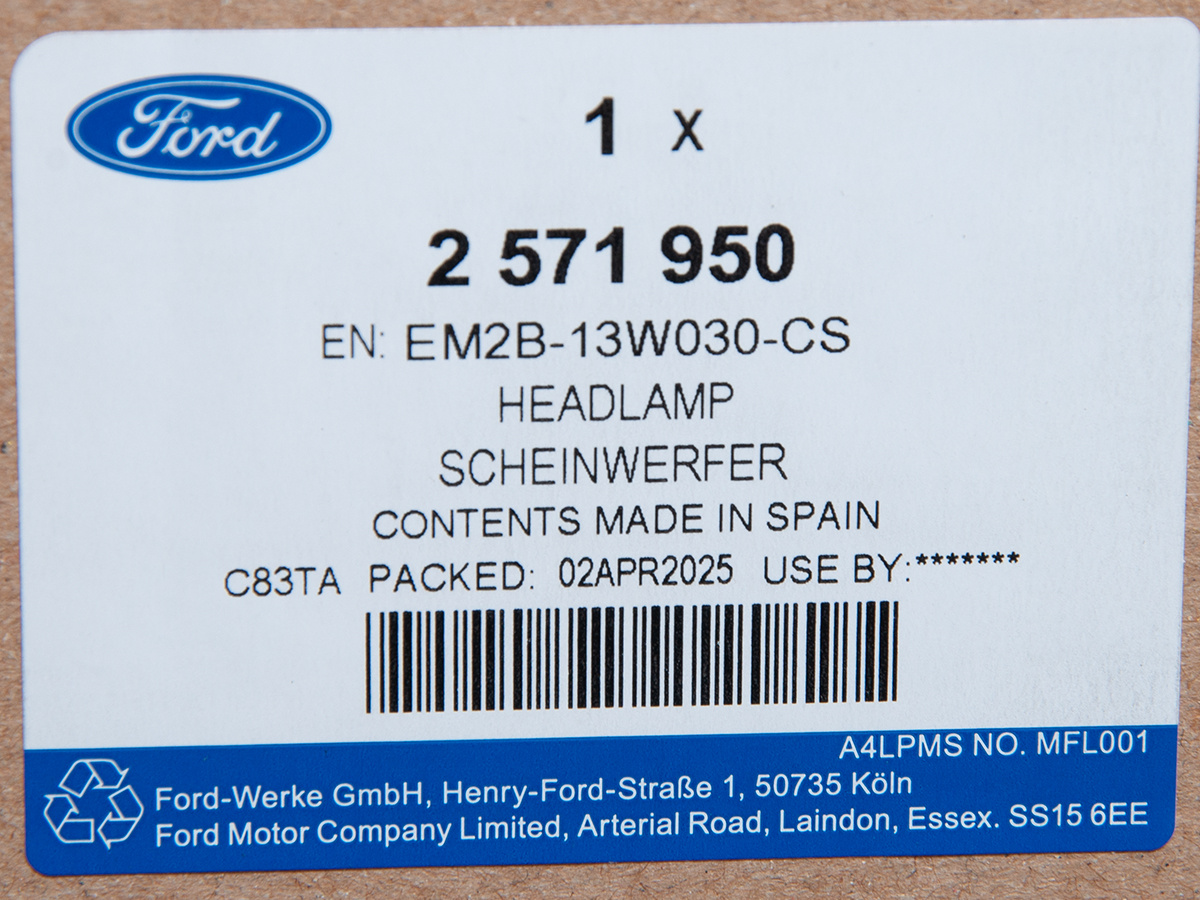 Ford
1 X
2 571 950
EN: EM2B-13W030-CS
HEADLAMP
SCHEINWERFER
CONTENTS MADE IN SPAIN
C83TA PACKED: 02APR2025 USE BY:*******
A4LPMS NO. MFL001
Ford-Werke GmbH, Henry-Ford-Straße 1, 50735 Köln
Ford Motor Company Limited, Arterial Road, Laindon, Essex. SS15 6EE